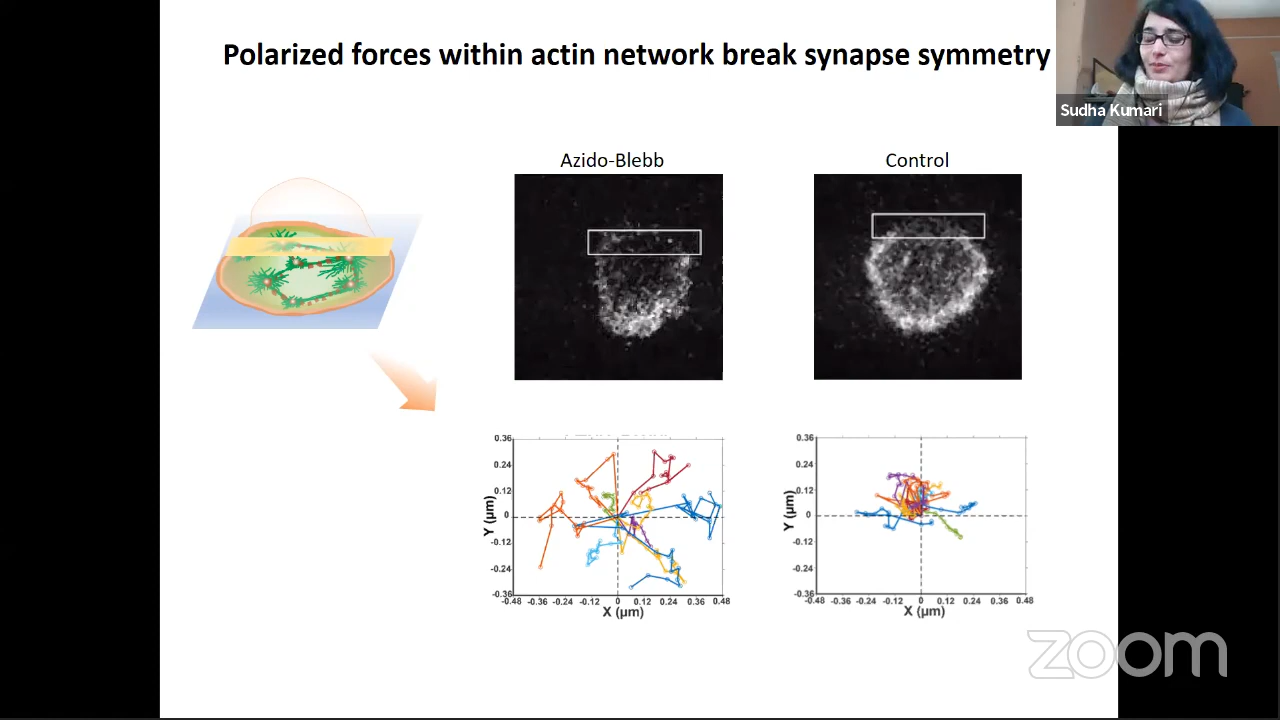 Polarized forces within actin network break synapse symmetry
Sudha Kumari
Azido-Blebb
Control
0.36
0.24
0.12
0
-0.12
-0.24
-0.36
Y (μm)
-0.48 -0.36 -0.24 -0.12 0 0.12 0.24 0.36 0.48
X (μm)
0.36
0.24
0.12
0
-0.12
-0.24
-0.36
Y (μm)
-0.48 -0.36 -0.24 -0.12 0 0.12 0.24 0.36 0.48
X (μm)
zoom